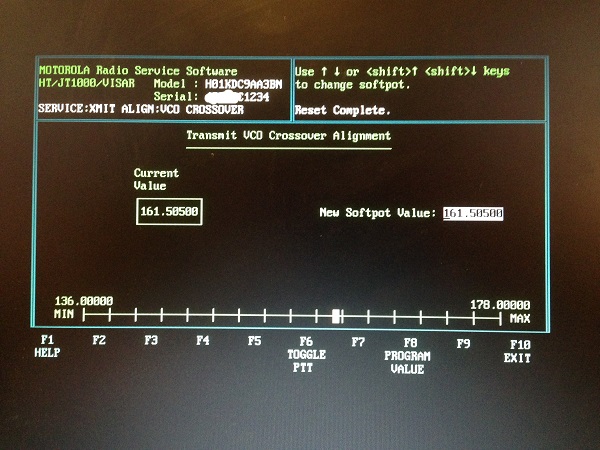 MOTOROLA Radio Service Software
HT/JT1000/VISAR Model : H01KDC9AA3BN
Serial: C1234
SERVICE:XMIT ALIGN:VCO CROSSOVER
Use ↑ ↓ or <shift>↑ <shift>↓ keys
to change softpot.
Reset Complete.
Transmit VCO Crossover Alignment
Current
Value
161.50500
New Softpot Value: 161.50500
136.00000
MIN
178.00000
MAX
F1 F2 F3 F4 F5 F6 F7 F8 F9 F10
HELP TOGGLE PROGRAM EXIT
PTT VALUE